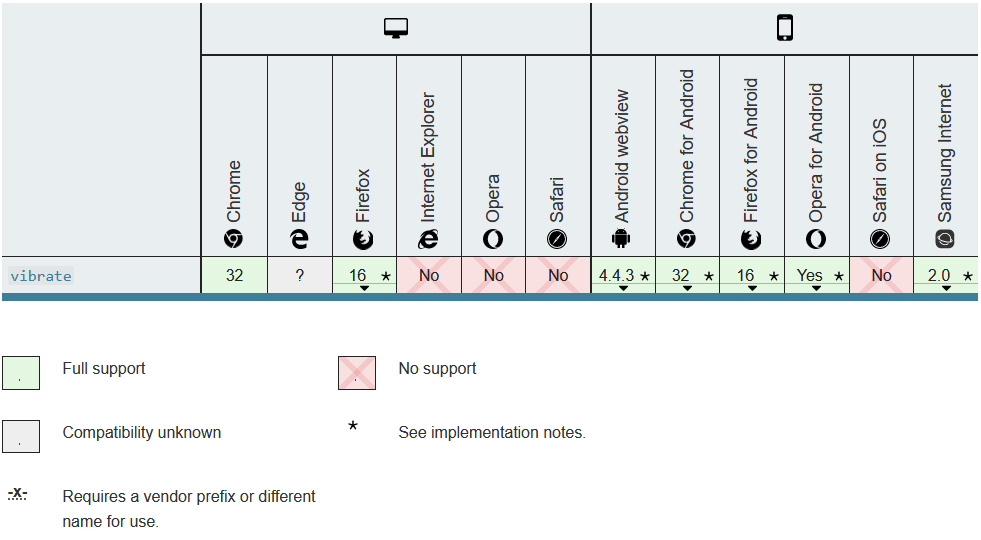 Chrome
Edge
Firefox
Internet Explorer
Opera
Safari
Android webview
Chrome for Android
Firefox for Android
Opera for Android
Safari on iOS
Samsung Internet
vibrate 32 ? 16 * No No No 4.4.3 * 32 * 16 * Yes * No 2.0 *
. Full support
. No support
. Compatibility unknown
* See implementation notes.
-x- Requires a vendor prefix or different
name for use.